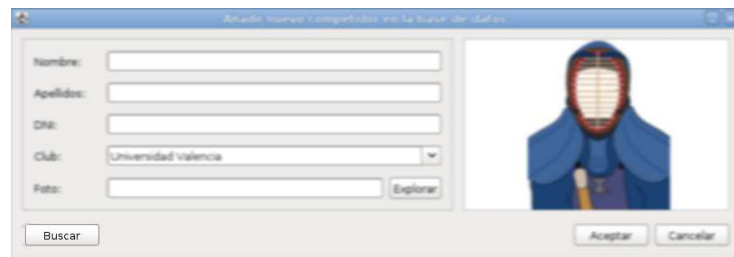 Añade nuevo competidor en la base de datos.
Nombre:
Apellidos:
DNI:
Club: Universidad Valencia
Foto: Explorar
Buscar Aceptar Cancelar